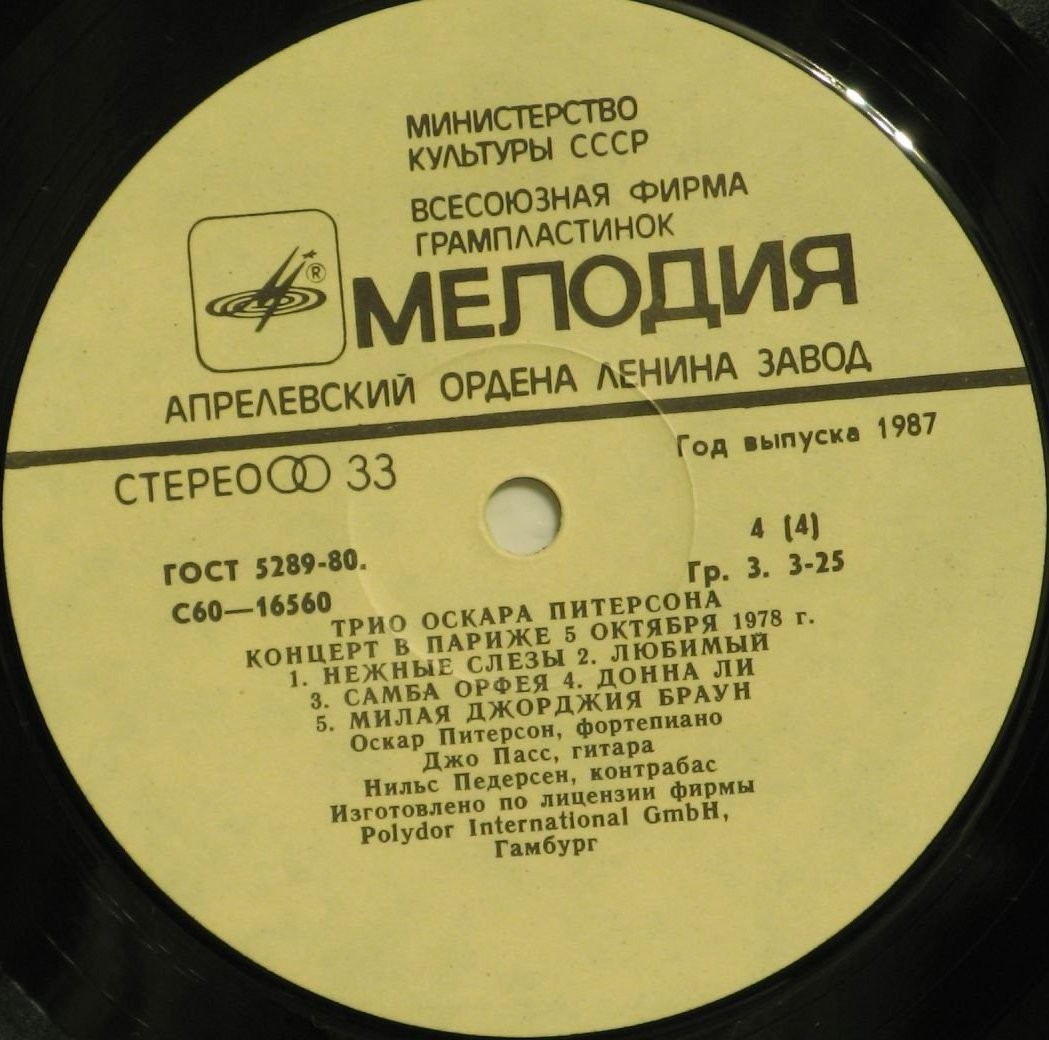 МИНИСТЕРСТВО
КУЛЬТУРЫ СССР
ВСЕСОЮЗНАЯ ФИРМА
ГРАМПЛАСТИНОК
®
МЕЛОДИЯ
АПРЕЛЕВСКИЙ ОРДЕНА ЛЕНИНА ЗАВОД
СТЕРЕО 33
Год выпуска 1987
ГОСТ 5289-80.
4 (4)
С60—16560
Гр. 3. 3-25
ТРИО ОСКАРА ПИТЕРСОНА
КОНЦЕРТ В ПАРИЖЕ 5 ОКТЯБРЯ 1978 г.
1. НЕЖНЫЕ СЛЕЗЫ 2. ЛЮБИМЫЙ
3. САМБА ОРФЕЯ 4. ДОННА ЛИ
5. МИЛАЯ ДЖОРДЖИЯ БРАУН
Оскар Питерсон, фортепиано
Джо Пасс, гитара
Нильс Педерсен, контрабас
Изготовлено по лицензии фирмы
Polydor International GmbH,
Гамбург